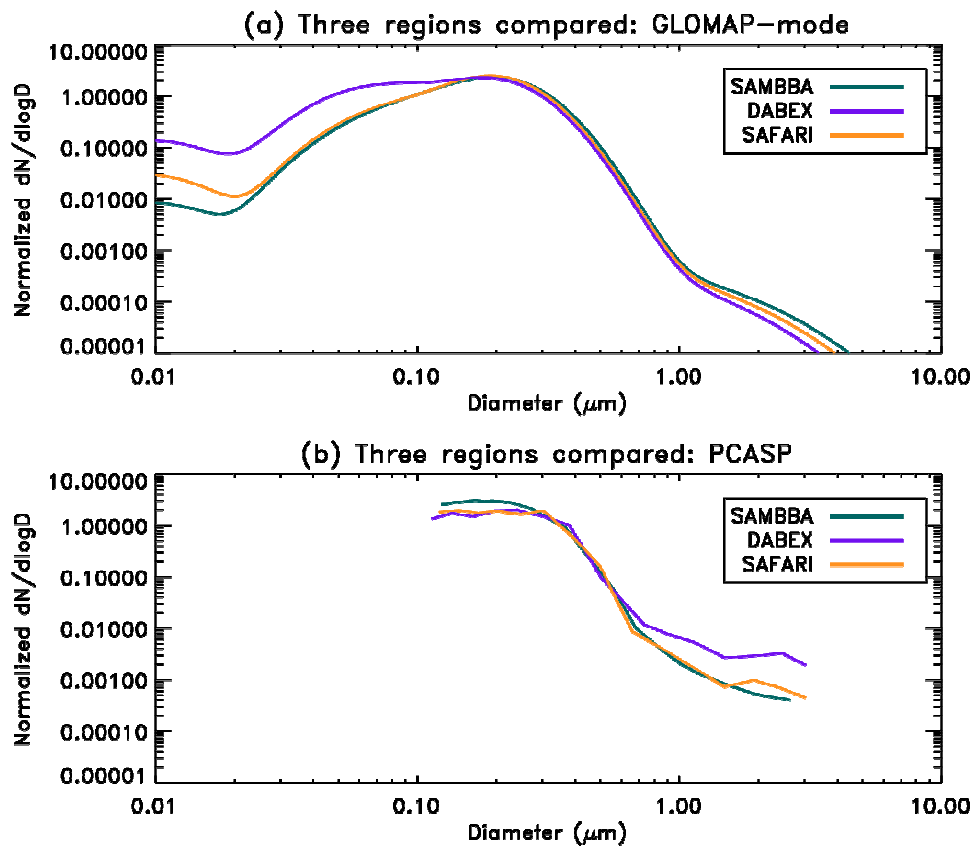 (a) Three regions compared: GLOMAP-mode
10.00000
1.00000
0.10000
0.01000
0.00100
0.00010
0.00001
Normalized dN/dlogD
SAMBBA
DABEX
SAFARI
0.01 0.10 1.00 10.00
Diameter (μm)
(b) Three regions compared: PCASP
10.00000
1.00000
0.10000
0.01000
0.00100
0.00010
0.00001
Normalized dN/dlogD
SAMBBA
DABEX
SAFARI
0.01 0.10 1.00 10.00
Diameter (μm)